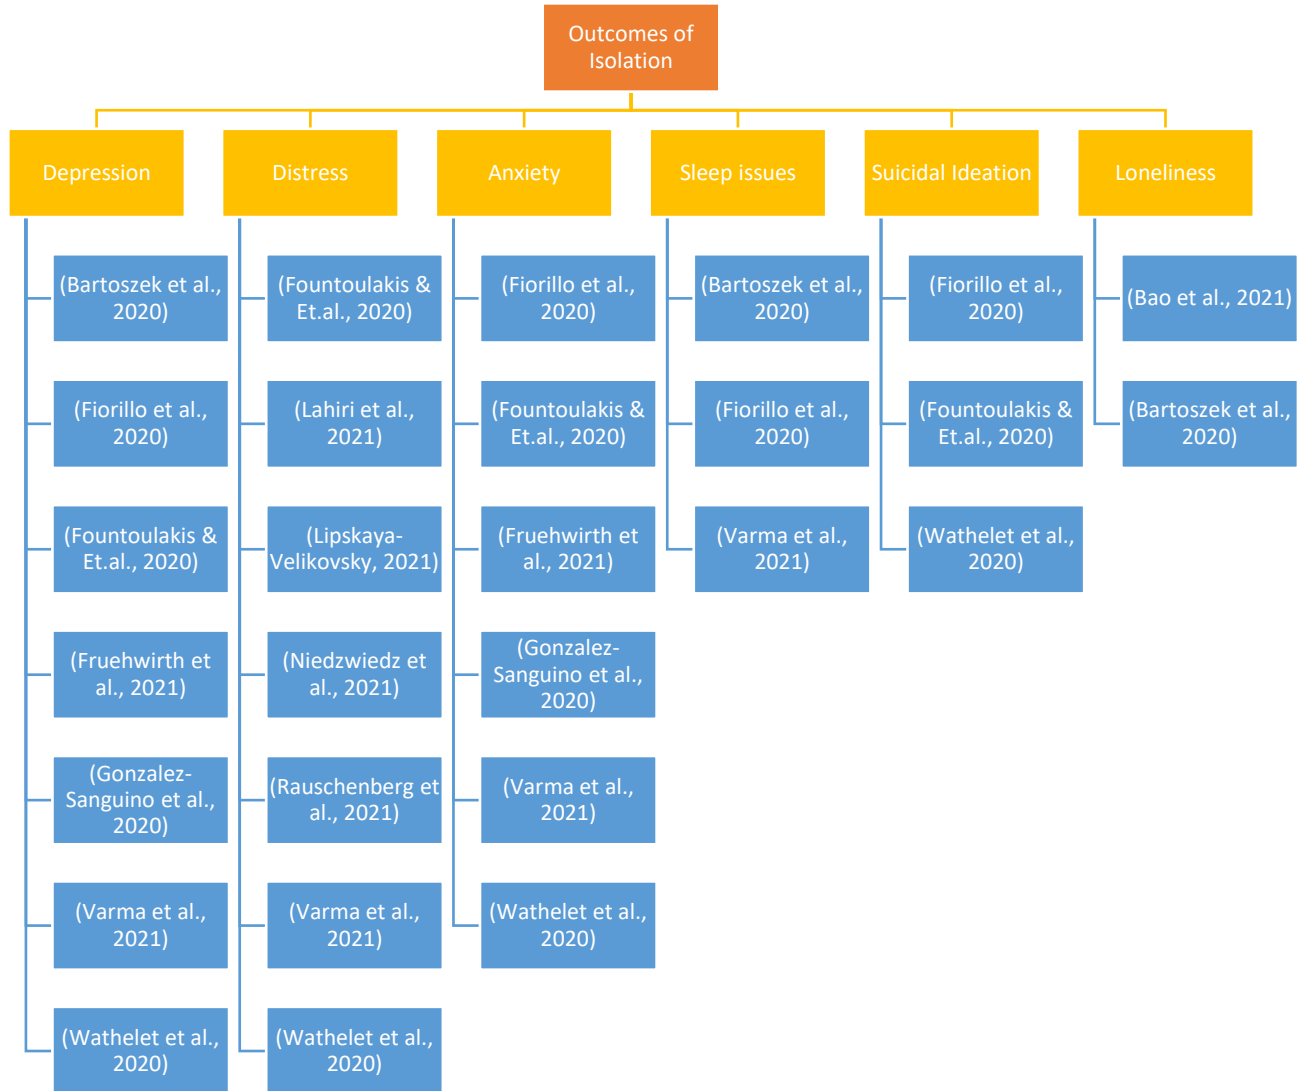 Outcomes of
Isolation
Depression
Distress
Anxiety
Sleep issues
Suicidal Ideation
Loneliness
(Bartoszek et al.,
2020)
(Fiorillo et al.,
2020)
(Fountoulakis &
Et.al., 2020)
(Fruehwirth et
al., 2021)
(Gonzalez-
Sanguino et al.,
2020)
(Varma et al.,
2021)
(Wathelet et al.,
2020)
(Fountoulakis &
Et.al., 2020)
(Lahiri et al.,
2021)
(Lipskaya-
Velikovsky, 2021)
(Niedzwiedz et
al., 2021)
(Rauschenberg et
al., 2021)
(Varma et al.,
2021)
(Wathelet et al.,
2020)
(Fiorillo et al.,
2020)
(Fountoulakis &
Et.al., 2020)
(Fruehwirth et
al., 2021)
(Gonzalez-
Sanguino et al.,
2020)
(Varma et al.,
2021)
(Wathelet et al.,
2020)
(Bartoszek et al.,
2020)
(Fiorillo et al.,
2020)
(Varma et al.,
2021)
(Fiorillo et al.,
2020)
(Fountoulakis &
Et.al., 2020)
(Wathelet et al.,
2020)
(Bao et al., 2021)
(Bartoszek et al.,
2020)